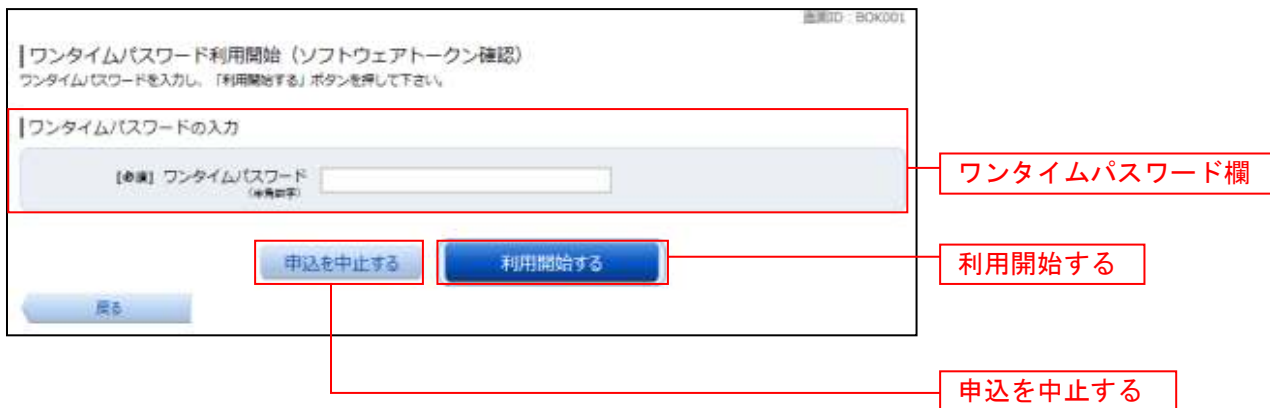 画面ID：BOK001
ワンタイムパスワード利用開始（ソフトウェアトークン確認）
ワンタイムパスワードを入力し、「利用開始する」ボタンを押して下さい。
ワンタイムパスワードの入力
【必須】 ワンタイムパスワード
（半角数字）
ワンタイムパスワード欄
申込を中止する
利用開始する
利用開始する
戻る
申込を中止する